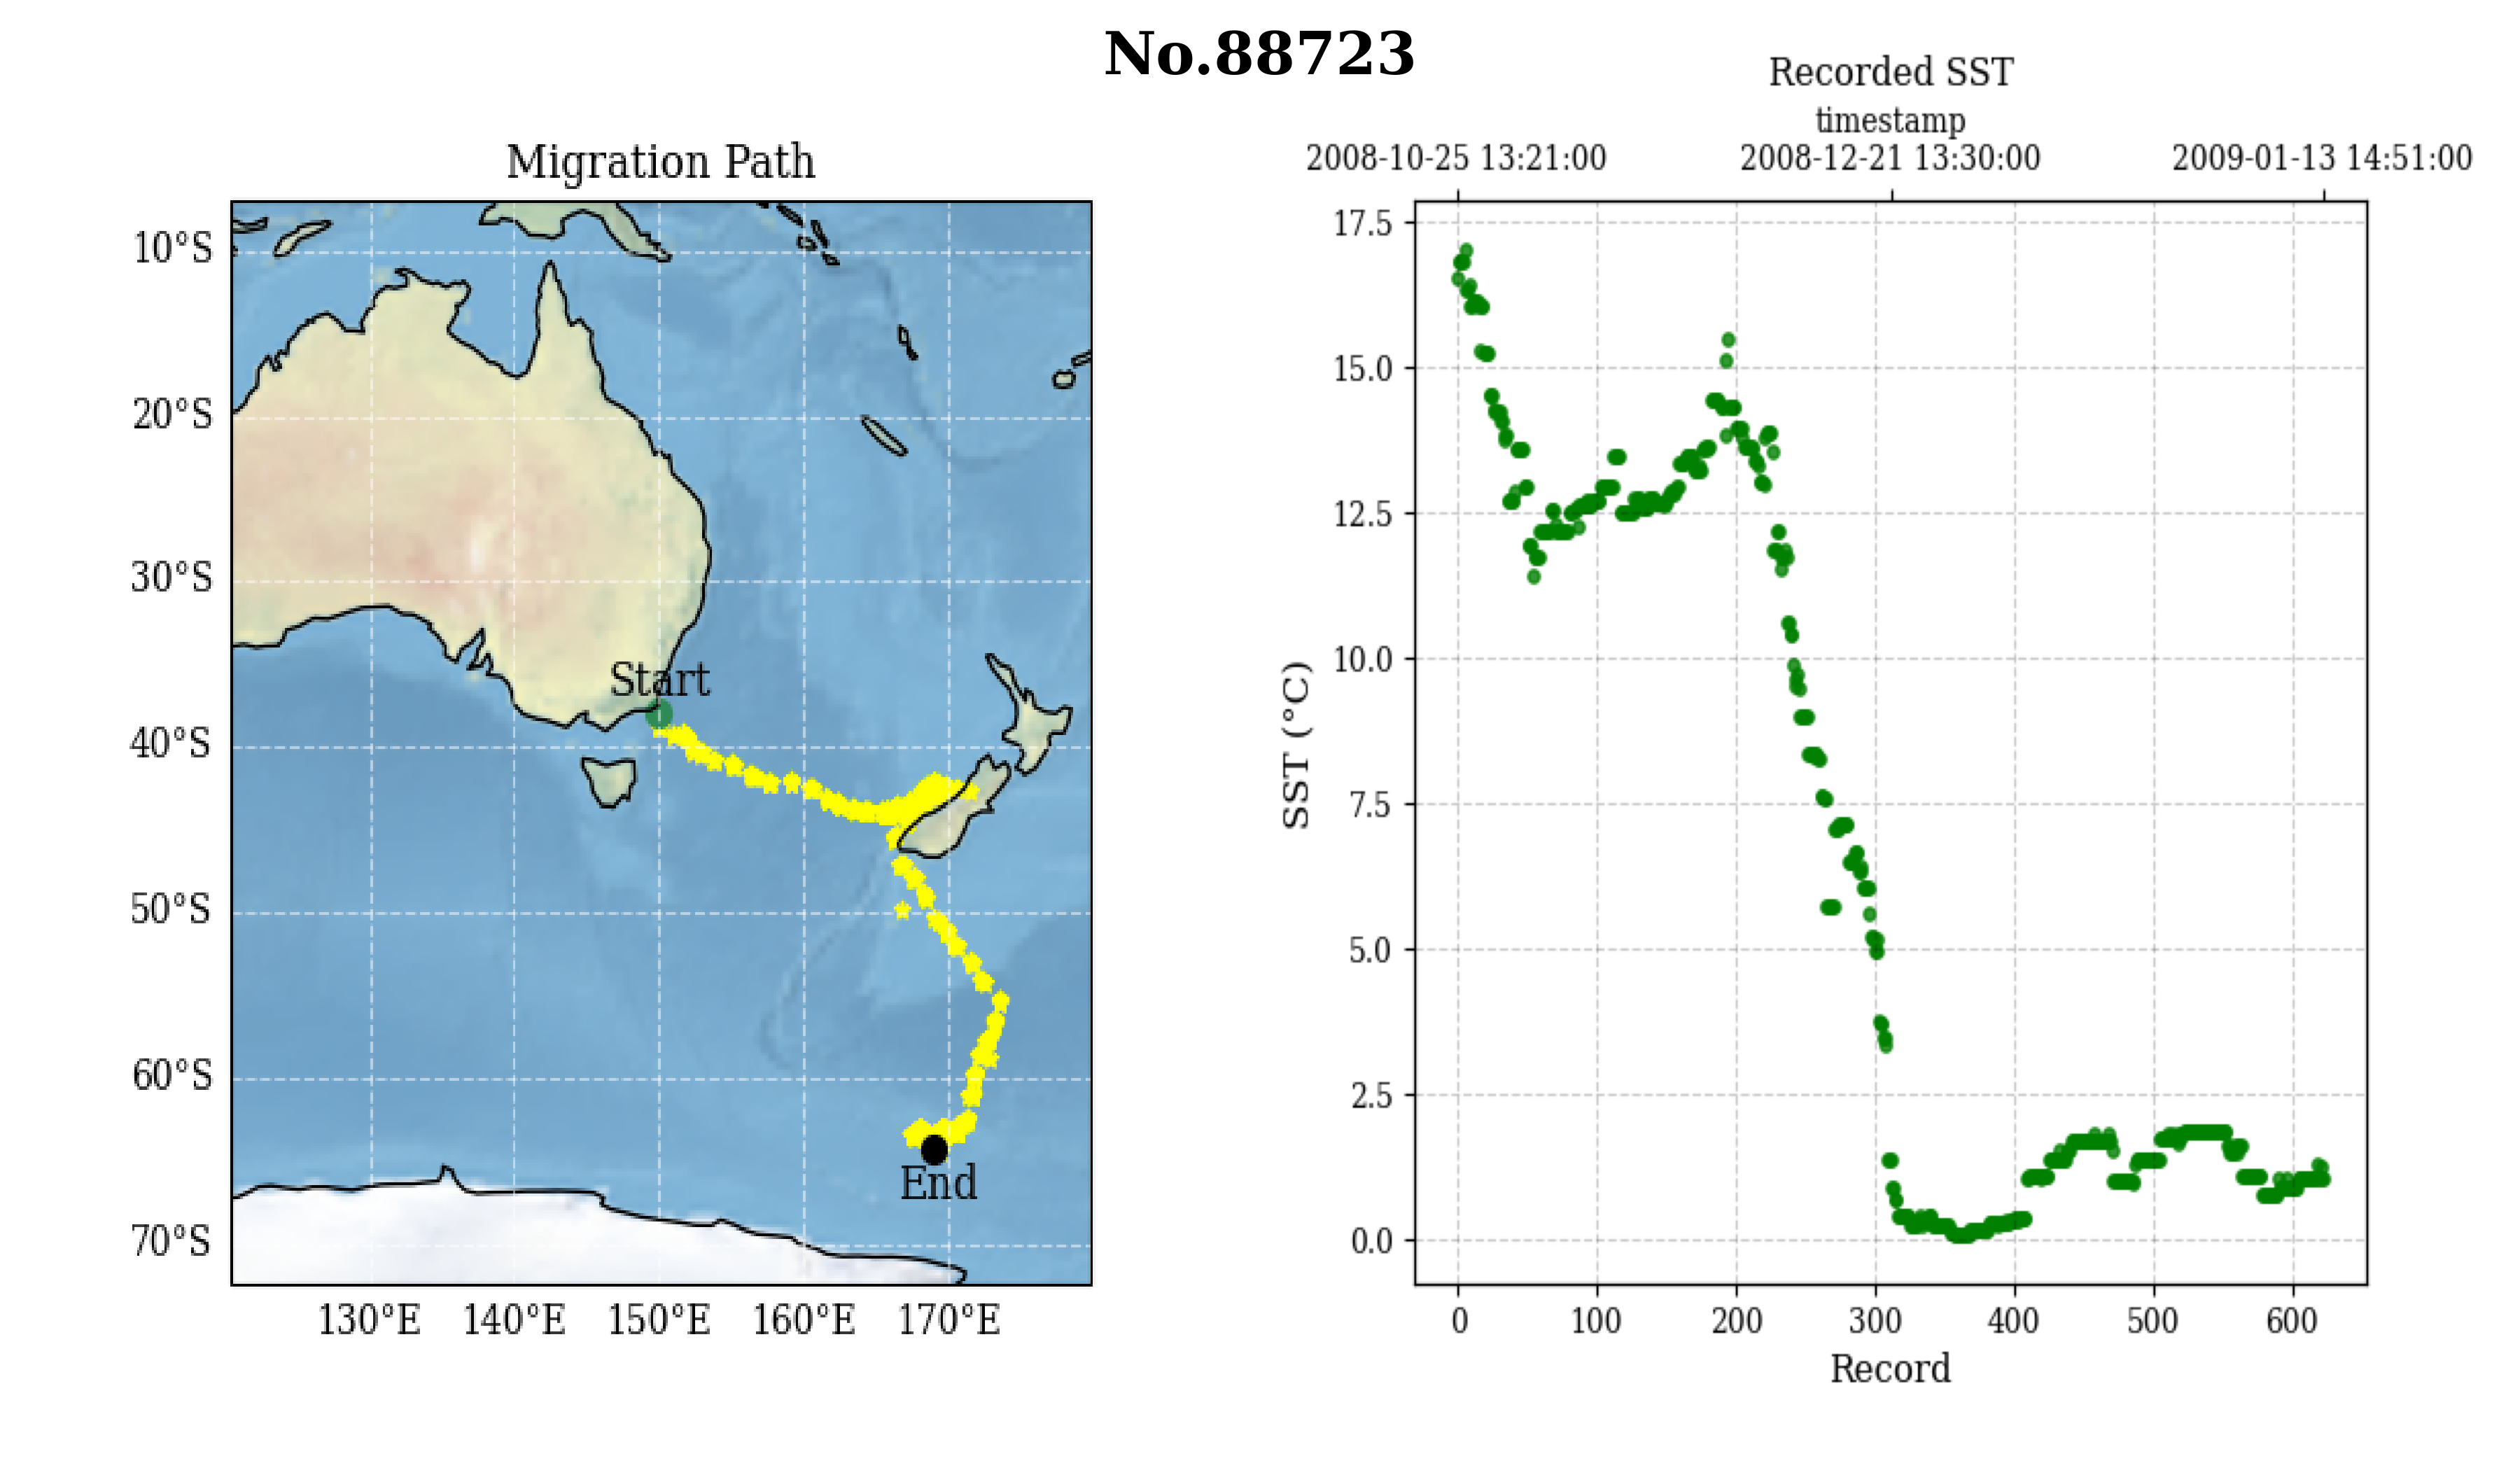 No.88723
Migration Path
10°S
20°S
30°S
40°S
50°S
60°S
70°S
130°E 140°E 150°E 160°E 170°E
Start
End
Recorded SST
timestamp
2008-10-25 13:21:00 2008-12-21 13:30:00 2009-01-13 14:51:00
SST (°C)
17.5
15.0
12.5
10.0
7.5
5.0
2.5
0.0
0 100 200 300 400 500 600
Record